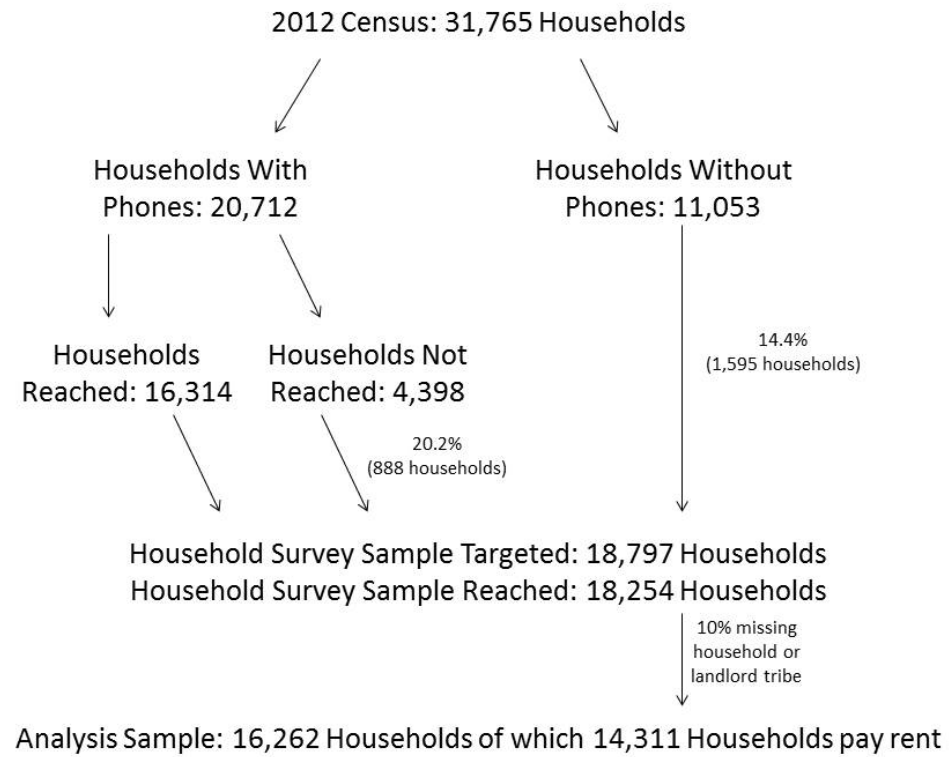 2012 Census: 31,765 Households
Households With
Phones: 20,712
Households Without
Phones: 11,053
Households
Reached: 16,314
Households Not
Reached: 4,398
14.4%
(1,595 households)
20.2%
(888 households)
Household Survey Sample Targeted: 18,797 Households
Household Survey Sample Reached: 18,254 Households
10% missing
household or
landlord tribe
Analysis Sample: 16,262 Households of which 14,311 Households pay rent